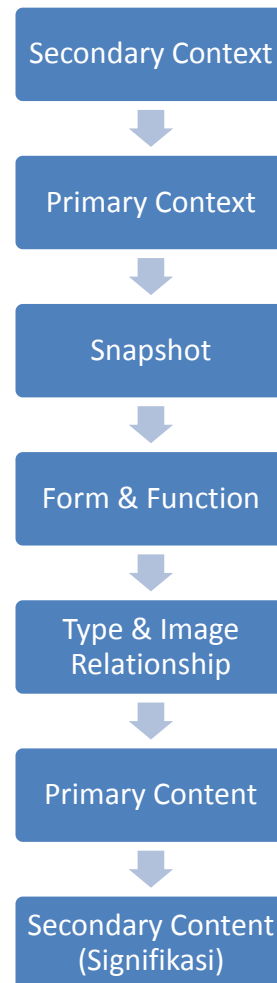 Secondary Context
Primary Context
Snapshot
Form & Function
Type & Image
Relationship
Primary Content
Secondary Content
(Signifikasi)